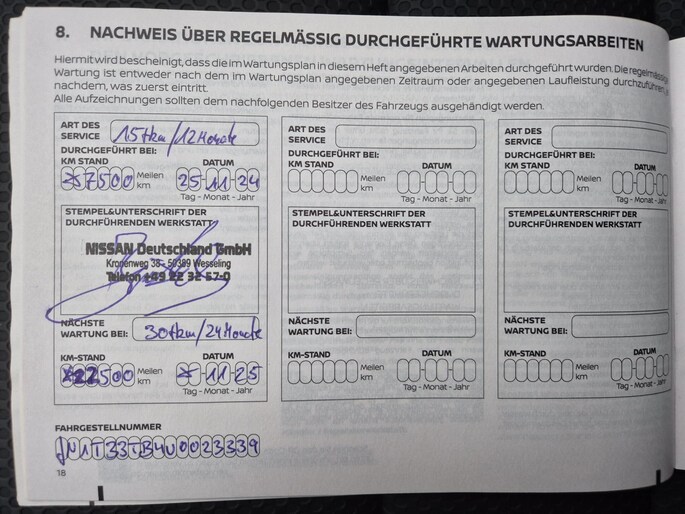 8. NACHWEIS ÜBER REGELMÄSSIG DURCHGEFÜHRTE WARTUNGSARBEITEN
Hiermit wird bescheinigt, dass die im Wartungsplan in diesem Heft angegebenen Arbeiten durchgeführt wurden. Die regelmässige
Wartung ist entweder nach dem im Wartungsplan angegebenen Zeitraum oder angegebenen Laufleistung durchzuführen,
nachdem, was zuerst eintritt.
Alle Aufzeichnungen sollten dem nachfolgenden Besitzer des Fahrzeugs ausgehändigt werden.
ART DES SERVICE 15tkm/12Monate
DURCHGEFÜHRT BEI:
KM STAND DATUM
7500 Meilen km 25-11-24
Tag - Monat - Jahr
STEMPEL&UNTERSCHRIFT DER
DURCHFÜHRENDEN WERKSTATT
NISSAN Deutschland GmbH
Kronenweg 38- 50389 Wesseling
Telefon +49 22 32 57-0
NÄCHSTE
WARTUNG BEI: 30tkm/24Monate
KM-STAND DATUM
22500 Meilen km 11-25
Tag - Monat - Jahr
ART DES
SERVICE
DURCHGEFÜHRT BEI:
KM STAND DATUM
Meilen
km
Tag - Monat - Jahr
STEMPEL&UNTERSCHRIFT DER
DURCHFÜHRENDEN WERKSTATT
NÄCHSTE
WARTUNG BEI:
KM-STAND DATUM
Meilen
km
Tag - Monat - Jahr
ART DES
SERVICE
DURCHGEFÜHRT BEI:
KM STAND DATUM
Meilen
km
Tag - Monat - Jahr
STEMPEL&UNTERSCHRIFT DER
DURCHFÜHRENDEN WERKSTATT
NÄCHSTE
WARTUNG BEI:
KM-STAND DATUM
Meilen
km
Tag - Monat - Jahr
FAHRGESTELLNUMMER
JN1T33TB4U0023339
18